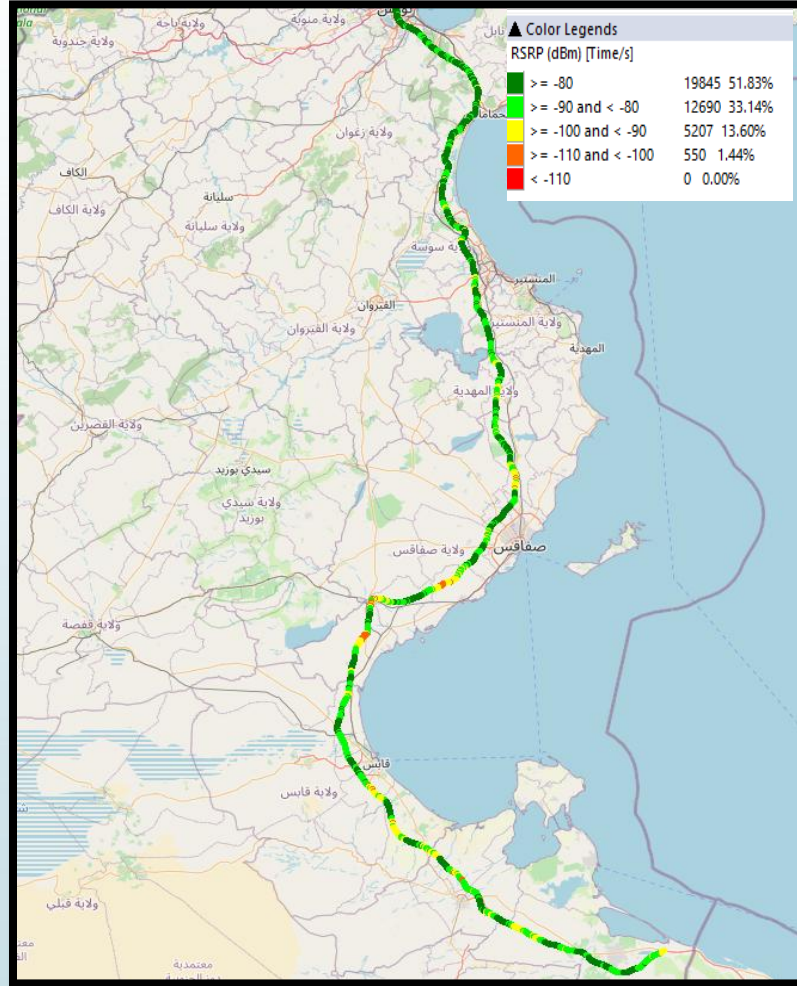 ▲ Color Legends
RSRP (dBm) [Time/s]
>= -80 19845 51.83%
>= -90 and < -80 12690 33.14%
>= -100 and < -90 5207 13.60%
>= -110 and < -100 550 1.44%
< -110 0 0.00%
ولاية باجة
ولاية منوبة
تونس
نابل
ولاية جندوبة
ولاية زغوان
الكاف
سليانة
ولاية الكاف
ولاية سليانة
ولاية سوسة
المنستير
القيروان
ولاية القيروان
ولاية المنستير
المهدية
ولاية المهدية
ولاية القصرين
سيدي بوزيد
ولاية سيدي
بوزيد
ولاية صفاقس
صفاقس
ولاية قفصة
قابس
ولاية قابس
ولاية قبلي
معتمدية